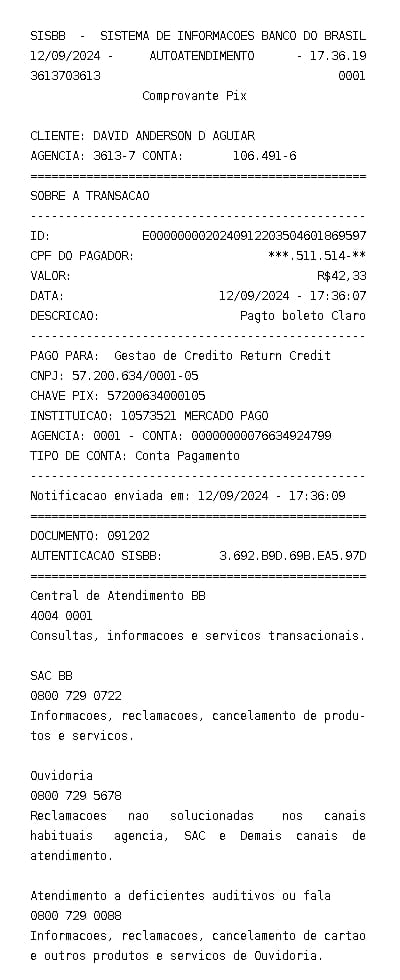 SISBB - SISTEMA DE INFORMACOES BANCO DO BRASIL
12/09/2024 - AUTOATENDIMENTO - 17.36.19
3613703613 0001
Comprovante Pix
CLIENTE: DAVID ANDERSON D AGUIAR
AGENCIA: 3613-7 CONTA: 106.491-6
================================================
SOBRE A TRANSACAO
------------------------------------------------
ID: E0000000020240912203504601869597
CPF DO PAGADOR: ***.511.514-**
VALOR: R$42,33
DATA: 12/09/2024 - 17:36:07
DESCRICAO: Pagto boleto Claro
------------------------------------------------
PAGO PARA: Gestao de Credito Return Credit
CNPJ: 57.200.634/0001-05
CHAVE PIX: 57200634000105
INSTITUICAO: 10573521 MERCADO PAGO
AGENCIA: 0001 - CONTA: 00000000076634924799
TIPO DE CONTA: Conta Pagamento
------------------------------------------------
Notificacao enviada em: 12/09/2024 - 17:36:09
================================================
DOCUMENTO: 091202
AUTENTICACAO SISBB: 3.692.B9D.69B.EA5.97D
================================================
Central de Atendimento BB
4004 0001
Consultas, informacoes e servicos transacionais.
SAC BB
0800 729 0722
Informacoes, reclamacoes, cancelamento de produ-
tos e servicos.
Ouvidoria
0800 729 5678
Reclamacoes nao solucionadas nos canais
habituais agencia, SAC e Demais canais de
atendimento.
Atendimento a deficientes auditivos ou fala
0800 729 0088
Informacoes, reclamacoes, cancelamento de cartao
e outros produtos e servicos de Ouvidoria.